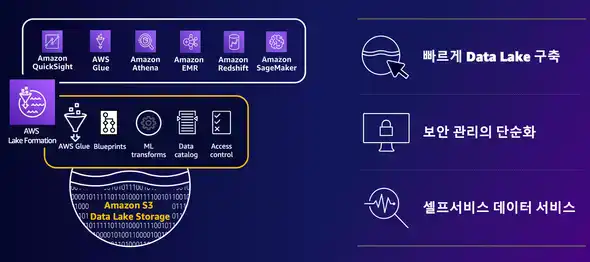 Amazon
QuickSight
AWS
Glue
Amazon
Athena
Amazon
EMR
Amazon
Redshift
Amazon
SageMaker
AWS
Lake Formation
AWS Glue
Blueprints
ML
transforms
Data
catalog
Access
control
Amazon S3
Data Lake Storage
빠르게 Data Lake 구축
보안 관리의 단순화
셀프서비스 데이터 서비스